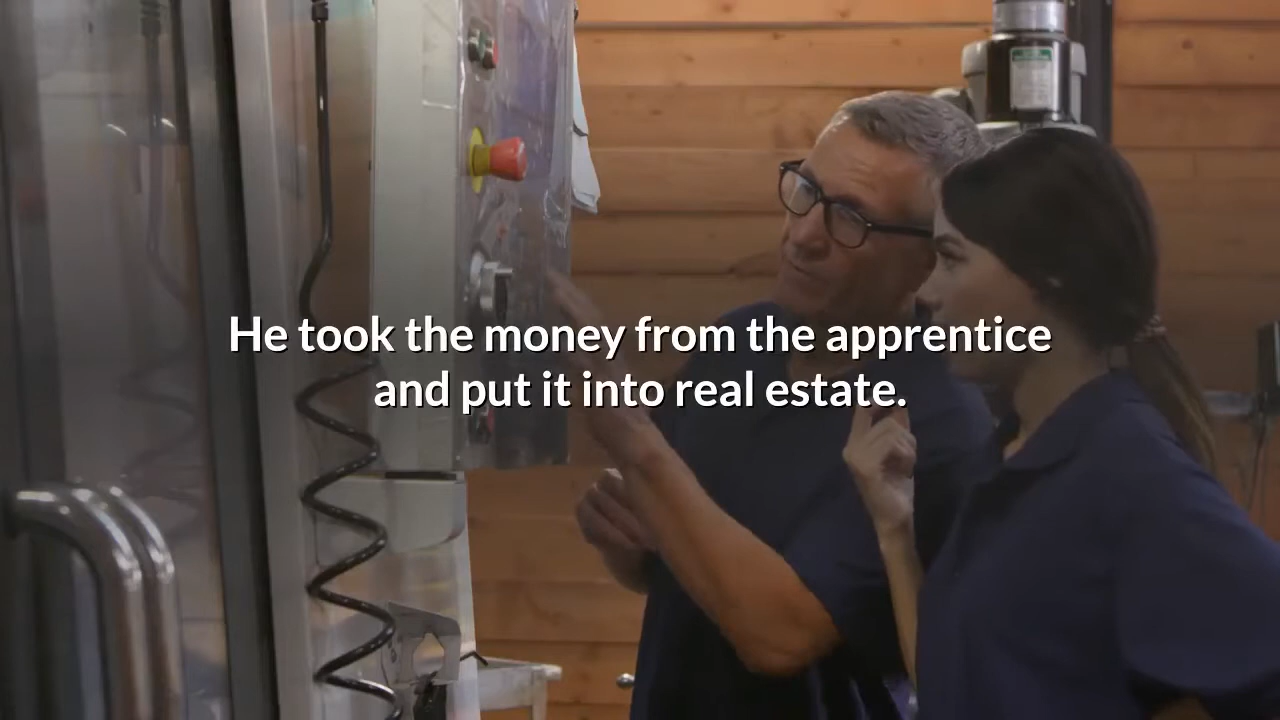 He took the money from the apprentice
and put it into real estate.